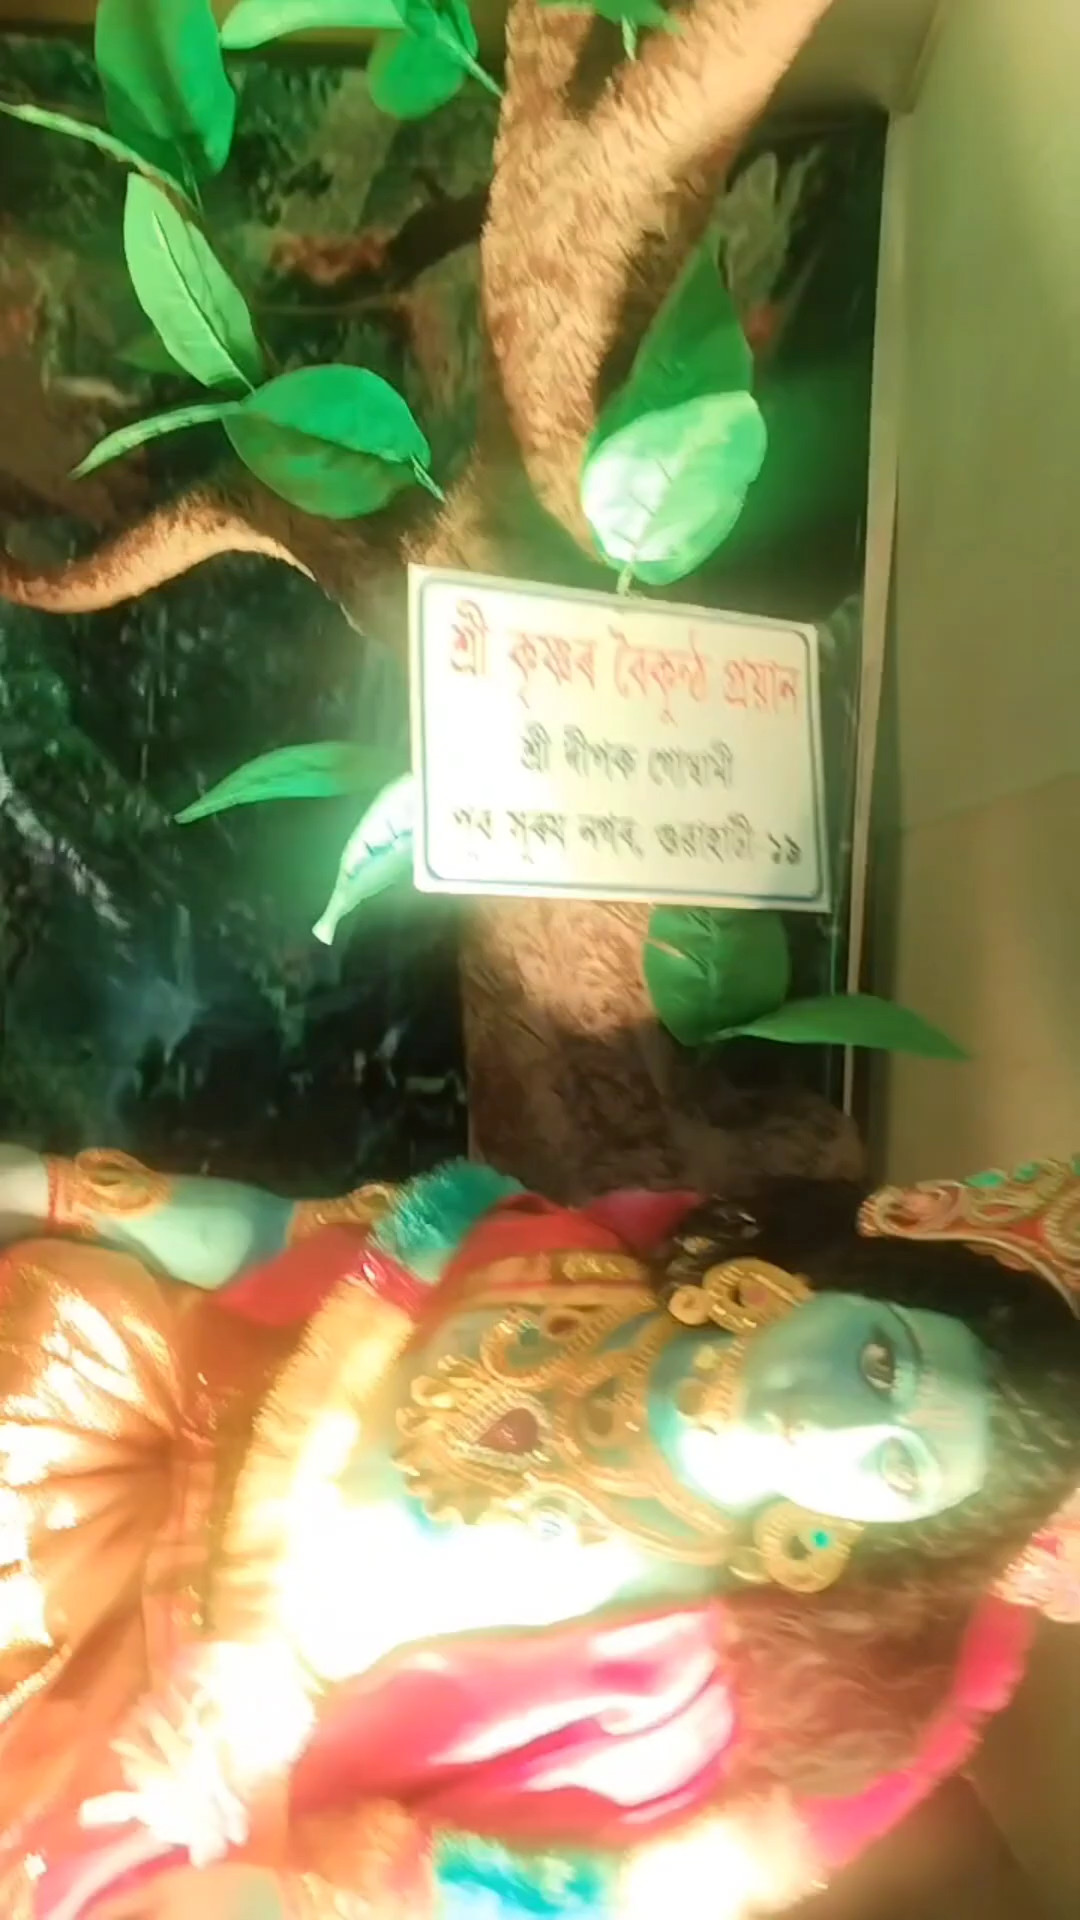 শ্ৰী কৃষ্ণৰ বৈকুন্ঠ প্ৰয়ান
শ্ৰী দীপক গোস্বামী
পূব সূৰুয নগৰ, গুৱাহাটী-১৯